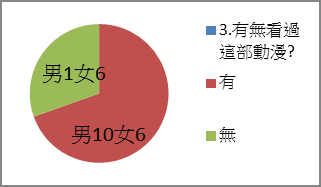 男1女6
男10女6
3.有無看過
這部動漫?
有
無